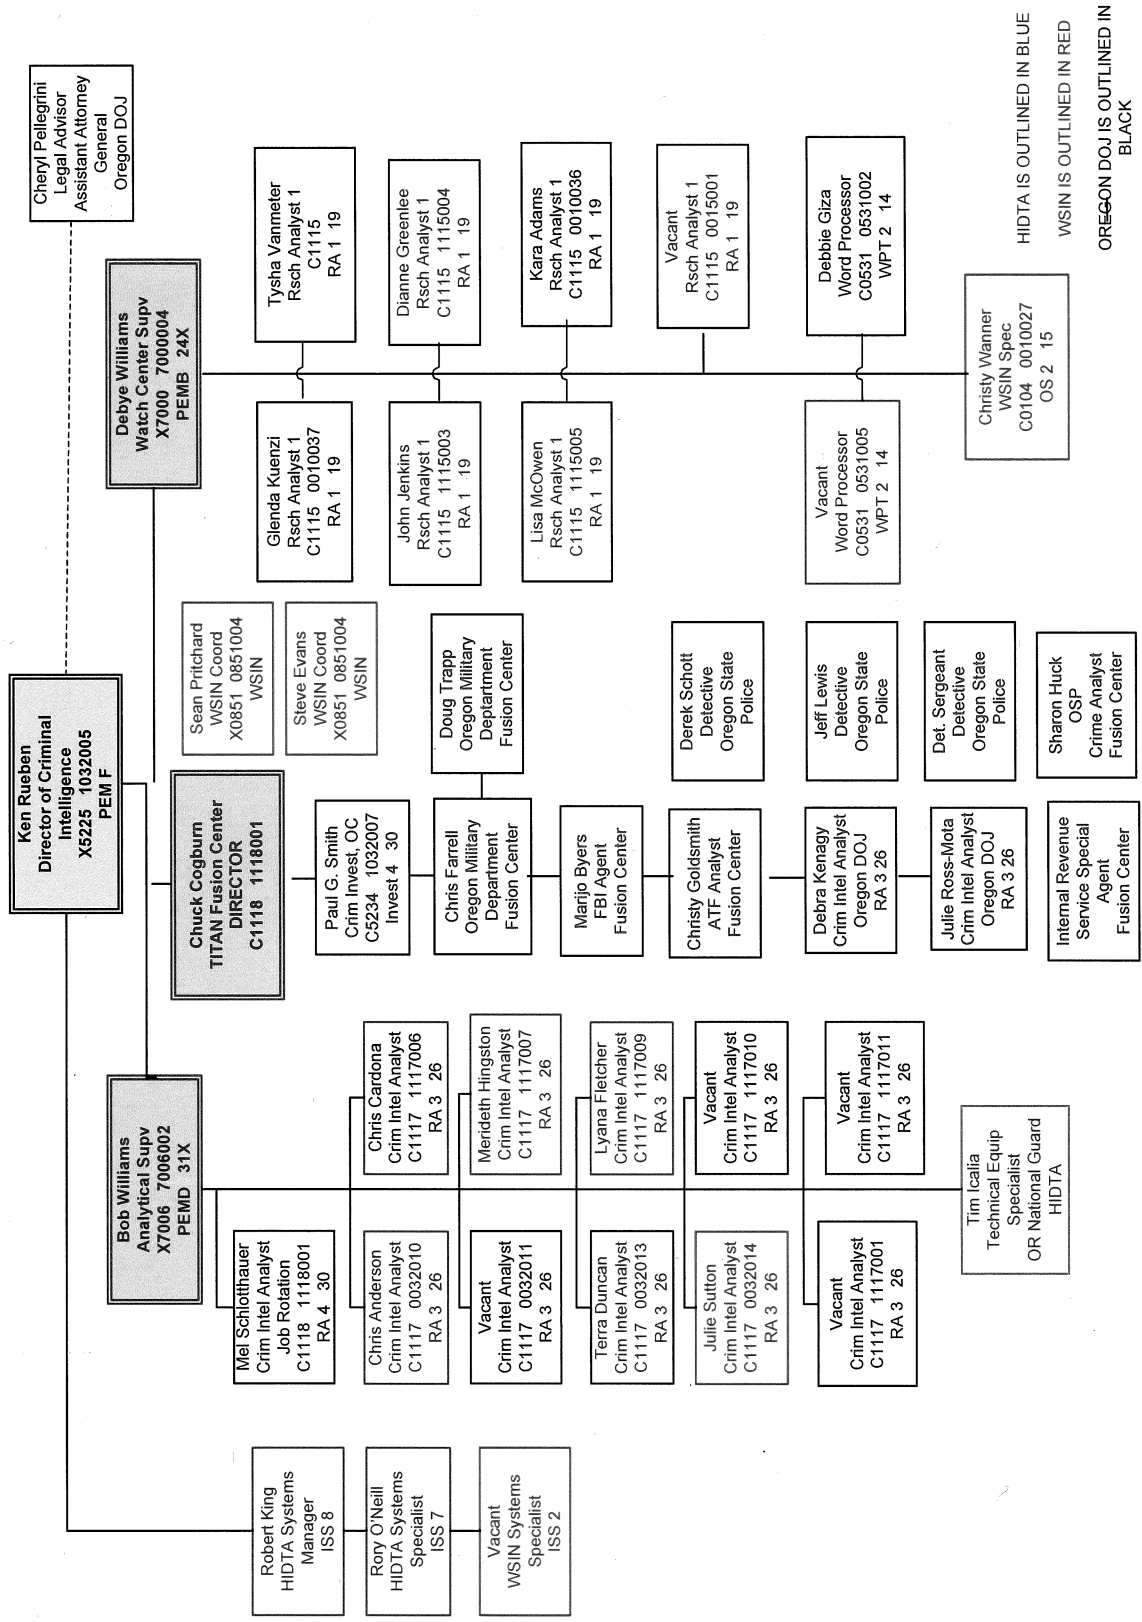 Ken Rueben
Director of Criminal
Intelligence
X5225 1032005
PEM F
Cheryl Pellegrini
Legal Advisor
Assistant Attorney
General
Oregon DOJ
Bob Williams
Analytical Supv
X7006 7006002
PEMD 31X
Chuck Cogburn
TITAN Fusion Center
DIRECTOR
C1118 1118001
Debye Williams
Watch Center Supv
X7000 7000004
PEMB 24X
Sean Pritchard
WSIN Coord
X0851 0851004
WSIN
Steve Evans
WSIN Coord
X0851 0851004
WSIN
Robert King
HIDTA Systems
Manager
ISS 8
Rory O'Neill
HIDTA Systems
Specialist
ISS 7
Vacant
WSIN Systems
Specialist
ISS 2
Mel Schlotthauer
Crim Intel Analyst
Job Rotation
C1118 1118001
RA 4 30
Chris Anderson
Crim Intel Analyst
C1117 0032010
RA 3 26
Chris Cardona
Crim Intel Analyst
C1117 1117006
RA 3 26
Vacant
Crim Intel Analyst
C1117 0032011
RA 3 26
Merideth Hingston
Crim Intel Analyst
C1117 1117007
RA 3 26
Terra Duncan
Crim Intel Analyst
C1117 0032013
RA 3 26
Lyana Fletcher
Crim Intel Analyst
C1117 1117009
RA 3 26
Julie Sutton
Crim Intel Analyst
C1117 0032014
RA 3 26
Vacant
Crim Intel Analyst
C1117 1117010
RA 3 26
Vacant
Crim Intel Analyst
C1117 1117001
RA 3 26
Vacant
Crim Intel Analyst
C1117 1117011
RA 3 26
Tim Icalia
Technical Equip
Specialist
OR National Guard
HIDTA
Paul G. Smith
Crim Invest, OC
C5234 1032007
Invest 4 30
Chris Farrell
Oregon Military
Department
Fusion Center
Doug Trapp
Oregon Military
Deptartment
Fusion Center
Marijo Byers
FBI Agent
Fusion Center
Christy Goldsmith
ATF Analyst
Fusion Center
Derek Schott
Detective
Oregon State
Police
Debra Kenagy
Crim Intel Analyst
Oregon DOJ
RA 3 26
Jeff Lewis
Detective
Oregon State
Police
Julie Ross-Mota
Crim Intel Analyst
Oregon DOJ
RA 3 26
Det. Sergeant
Detective
Oregon State
Police
Internal Revenue
Service Special
Agent
Fusion Center
Sharon Huck
OSP
Crime Analyst
Fusion Center
Glenda Kuenzi
Rsch Analyst 1
C1115 0010037
RA 1 19
Tysha Vanmeter
Rsch Analyst 1
C1115
RA 1 19
John Jenkins
Rsch Analyst 1
C1115 1115003
RA 1 19
Dianne Greenlee
Rsch Analyst 1
C1115 1115004
RA 1 19
Lisa McOwen
Rsch Analyst 1
C1115 1115005
RA 1 19
Kara Adams
Rsch Analyst 1
C1115 0010036
RA 1 19
Vacant
Rsch Analyst 1
C1115 0015001
RA 1 19
Vacant
Word Processor
C0531 0531005
WPT 2 14
Debbie Giza
Word Processor
C0531 0531002
WPT 2 14
Christy Wanner
WSIN Spec
C0104 0010027
OS 2 15
HIDTA IS OUTLINED IN BLUE
WSIN IS OUTLINED IN RED
OREGON DOJ IS OUTLINED IN
BLACK